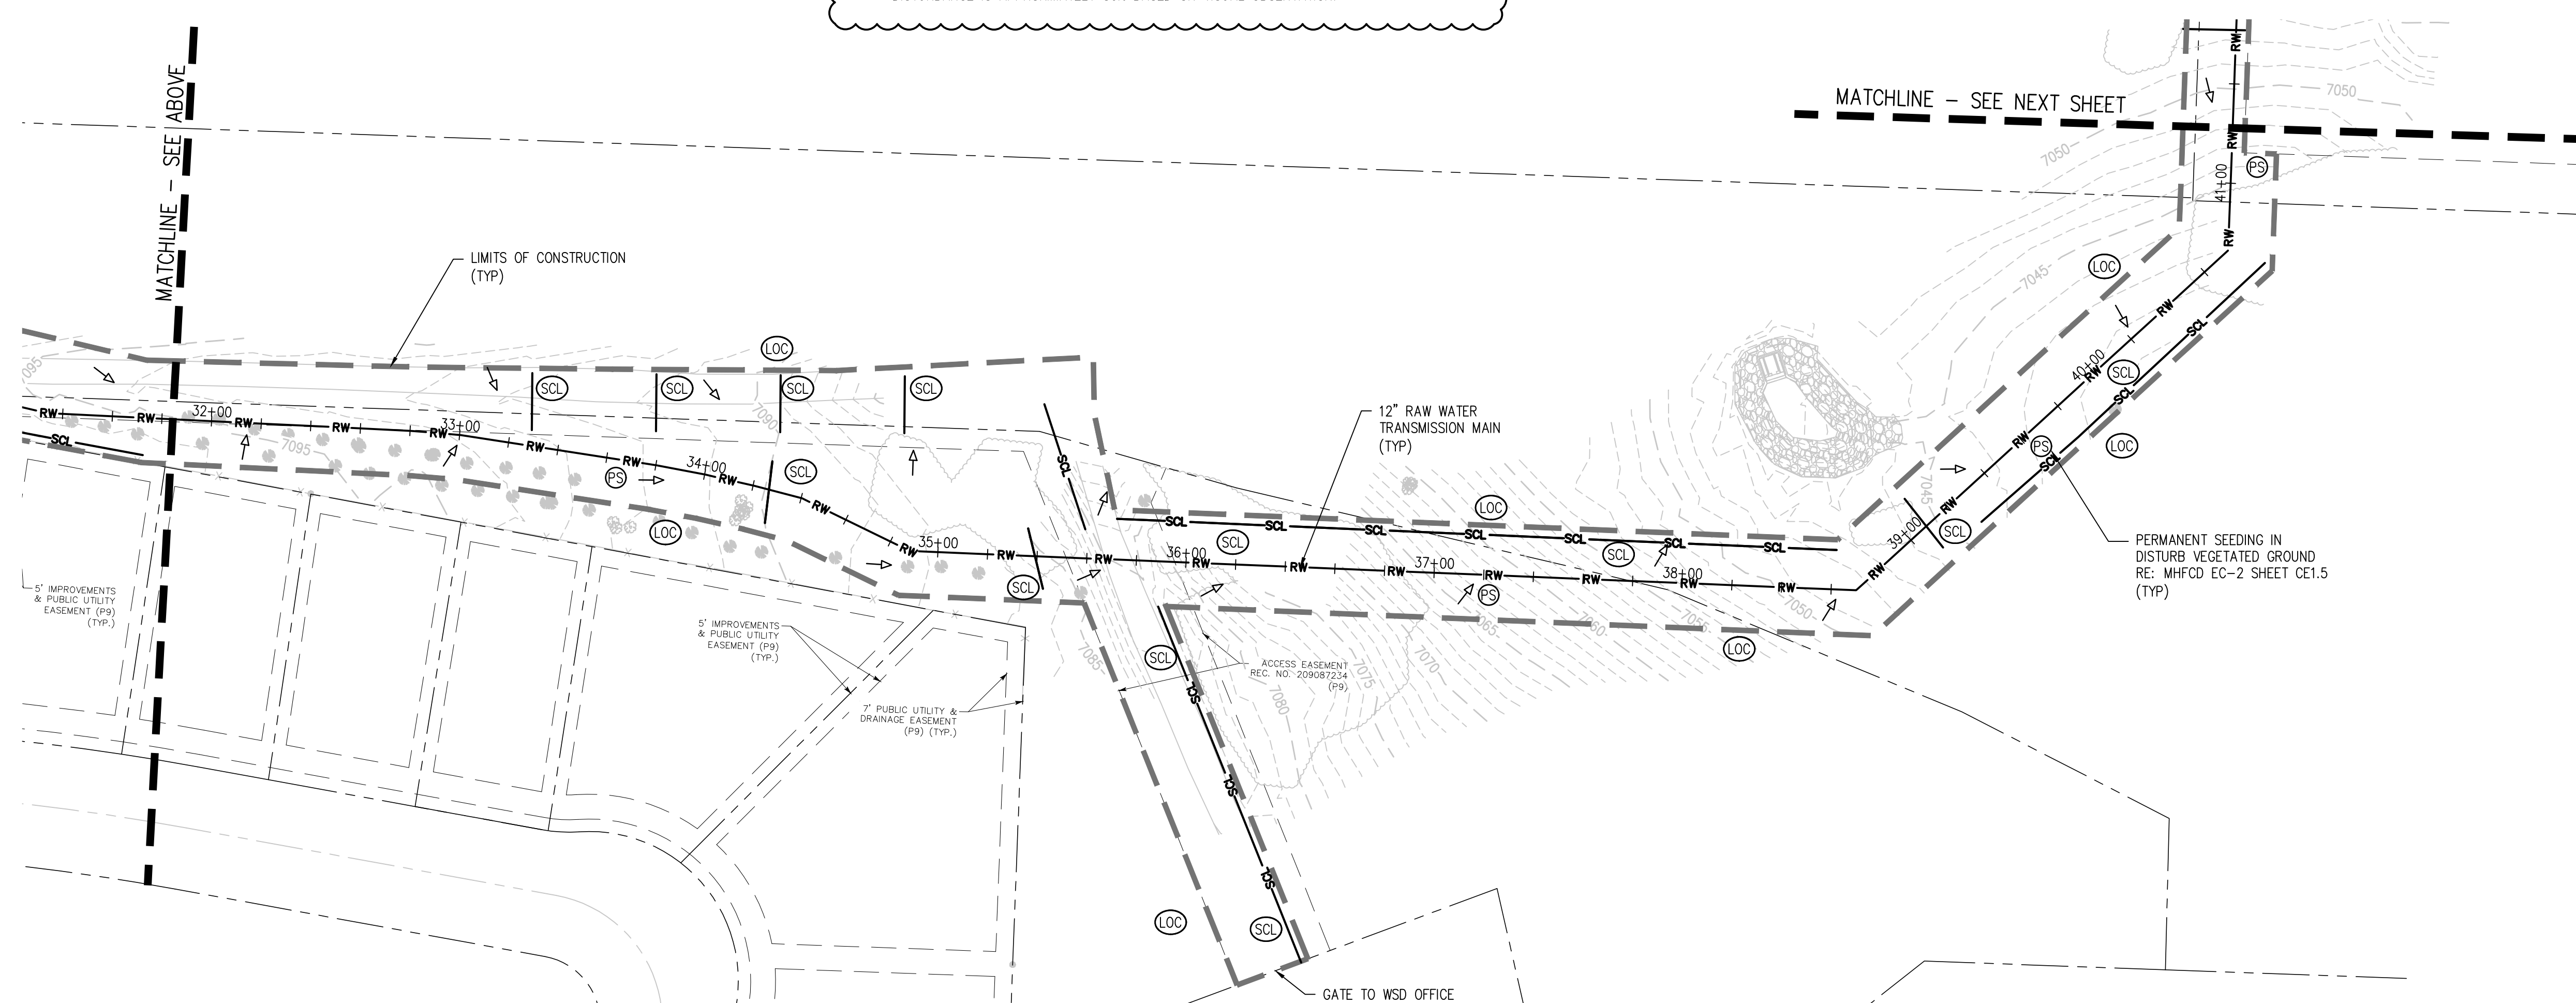 MATCHLINE - SEE ABOVE
MATCHLINE - SEE NEXT SHEET
7050
7050
PS
41+00
RW
RW
RW
LIMITS OF CONSTRUCTION
(TYP)
LOC
LOC
7045
SCL
SCL
SCL
SCL
7095
RW
RW
32+00
RW
RW
33+00
RW
RW
RW
34+00
RW
RW
RW
7090
7095
SCL
PS
SCL
LOC
35+00
RW
RW
SCL
SCL
36+00
RW
RW
SCL
SCL
SCL
SCL
SCL
SCL
SCL
SCL
LOC
12" RAW WATER
TRANSMISSION MAIN
(TYP)
37+00
RW
RW
RW
38+00
RW
RW
SCL
PS
LOC
7050
7055
7060
7065
7070
7075
7080
7085
39+00
RW
RW
RW
40+00
RW
RW
SCL
SCL
SCL
SCL
SCL
PS
LOC
7045
PERMANENT SEEDING IN
DISTURB VEGETATED GROUND
RE: MHFCD EC-2 SHEET CE1.5
(TYP)
5' IMPROVEMENTS
& PUBLIC UTILITY
EASEMENT (P9)
(TYP.)
5' IMPROVEMENTS
& PUBLIC UTILITY
EASEMENT (P9)
(TYP.)
7' PUBLIC UTILITY &
DRAINAGE EASEMENT
(P9) (TYP.)
ACCESS EASEMENT
REC. NO. 209087234
(P9)
SCL
SCL
SCL
SCL
SCL
LOC
GATE TO WSD OFFICE